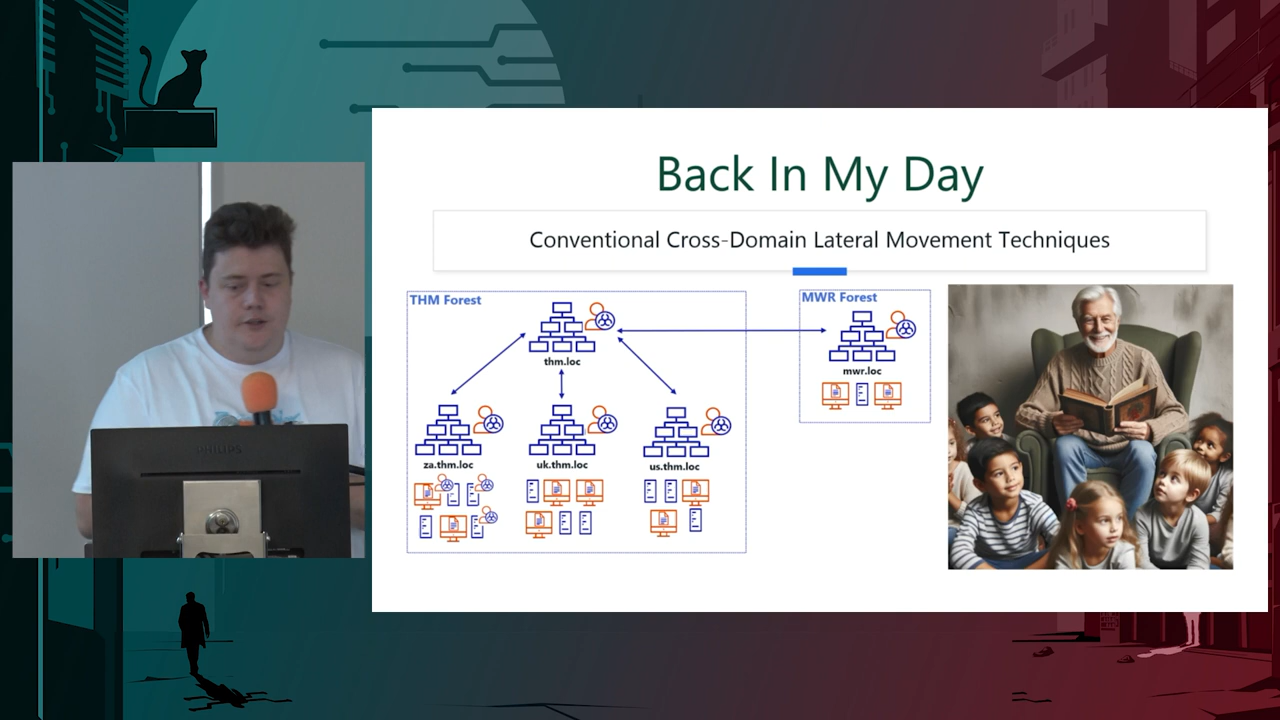 Back In My Day
Conventional Cross-Domain Lateral Movement Techniques
THM Forest
thm.loc
za.thm.loc
uk.thm.loc
us.thm.loc
MWR Forest
mwr.loc
PHILIPS